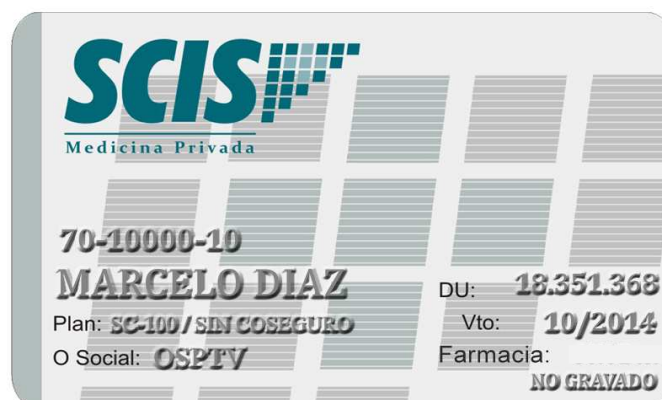 SCIS
Medicina Privada
70-10000-10
MARCELO DIAZ
DU: 18.351.368
Plan: SC-100 / SIN COSEGURO
Vto: 10/2014
O Social: OSPTV
Farmacia:
NO GRAVADO